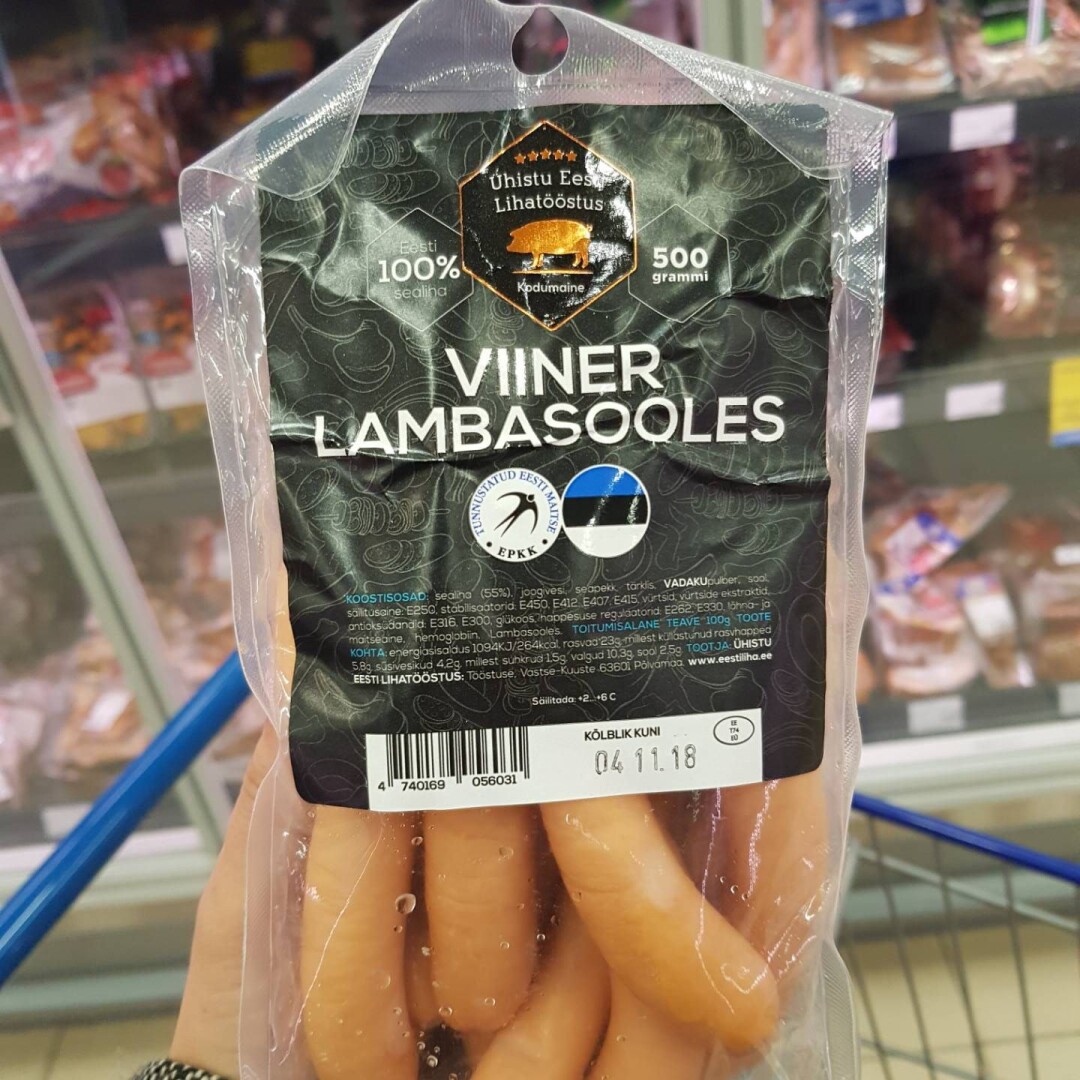 Ühistu Eesti
Lihatööstus
Kodumaine
Eesti
100%
sealiha
500
grammi
VIINER
LAMBASOOLES
TUNNUSTATUD EESTI MAITSE
• EPKK •
KOOSTISOSAD: sealiha (55%), joogivesi, seapekk, tärklis, VADAKUpulber, sool,
säilitusaine: E250, stabilisaatorid: E450, E412, E407, E415, vürtsid, vürtside ekstraktid,
antioksüdandid: E316, E300, glükoos, happesuse regulaatorid: E262, E330, lõhna- ja
maitseaine, hemoglobiin, Lambasooles. TOITUMISALANE TEAVE 100g TOOTE
KOHTA: energiasisaldus 1094KJ/264kcal, rasvad 23g-millest küllastunud rasvhapped
5,8g, süsivesikud 4,2g, millest suhkrud 1,5g, valgud 10,3g, sool 2,5g. TOOTJA: ÜHISTU
EESTI LIHATÖÖSTUS: Tööstuse, Vastse-Kuuste 63601 Põlvamaa. www.eestiliha.ee
Säilitada: +2...+6 C
KÕLBLIK KUNI
04 11.18
EE
174
EÜ
4 740169 056031